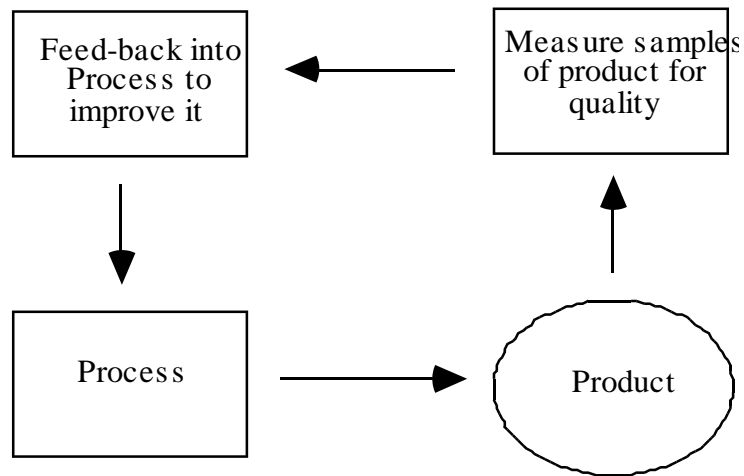 Feed-back into
Process to
improve it
Measure samples
of product for
quality
Process
Product